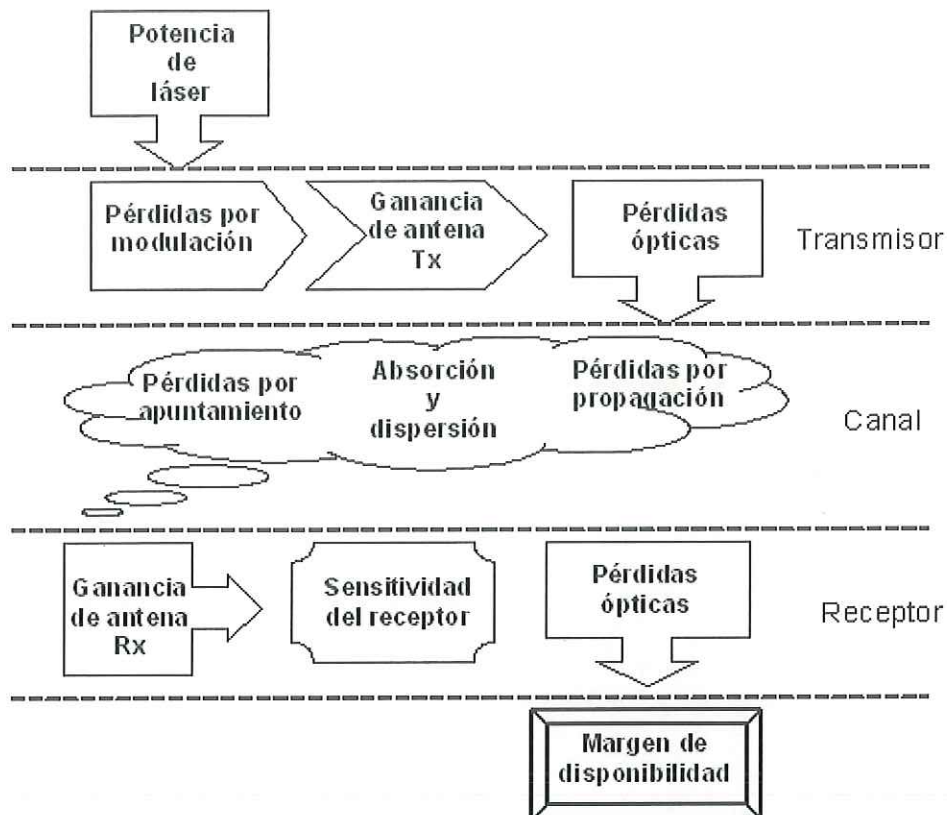 Potencia
de
láser
Pérdidas por
modulación
Ganancia
de antena
Tx
Pérdidas
ópticas
Transmisor
Pérdidas por
apuntamiento
Absorción
y
dispersión
Pérdidas por
propagación
Canal
Ganancia
de antena
Rx
Sensitividad
del receptor
Pérdidas
ópticas
Receptor
Margen de
disponibilidad